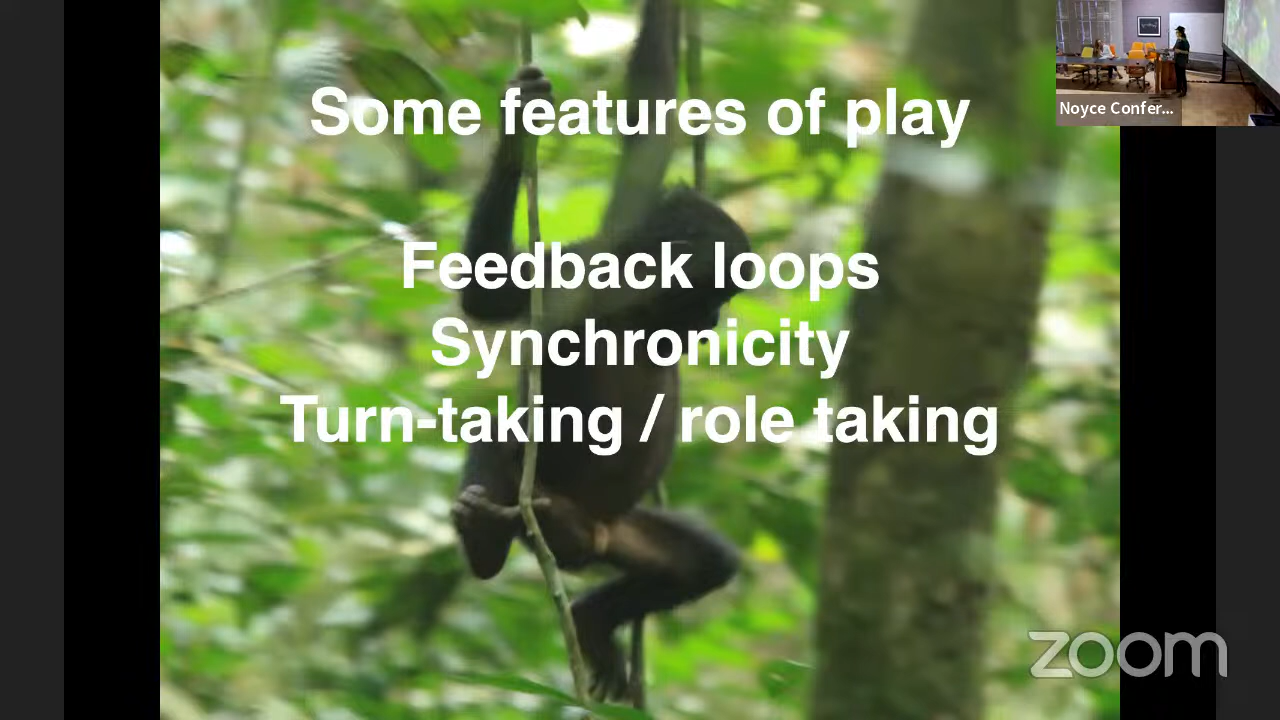 Some features of play
Feedback loops
Synchronicity
Turn-taking / role taking
Noyce Confer...
zoom